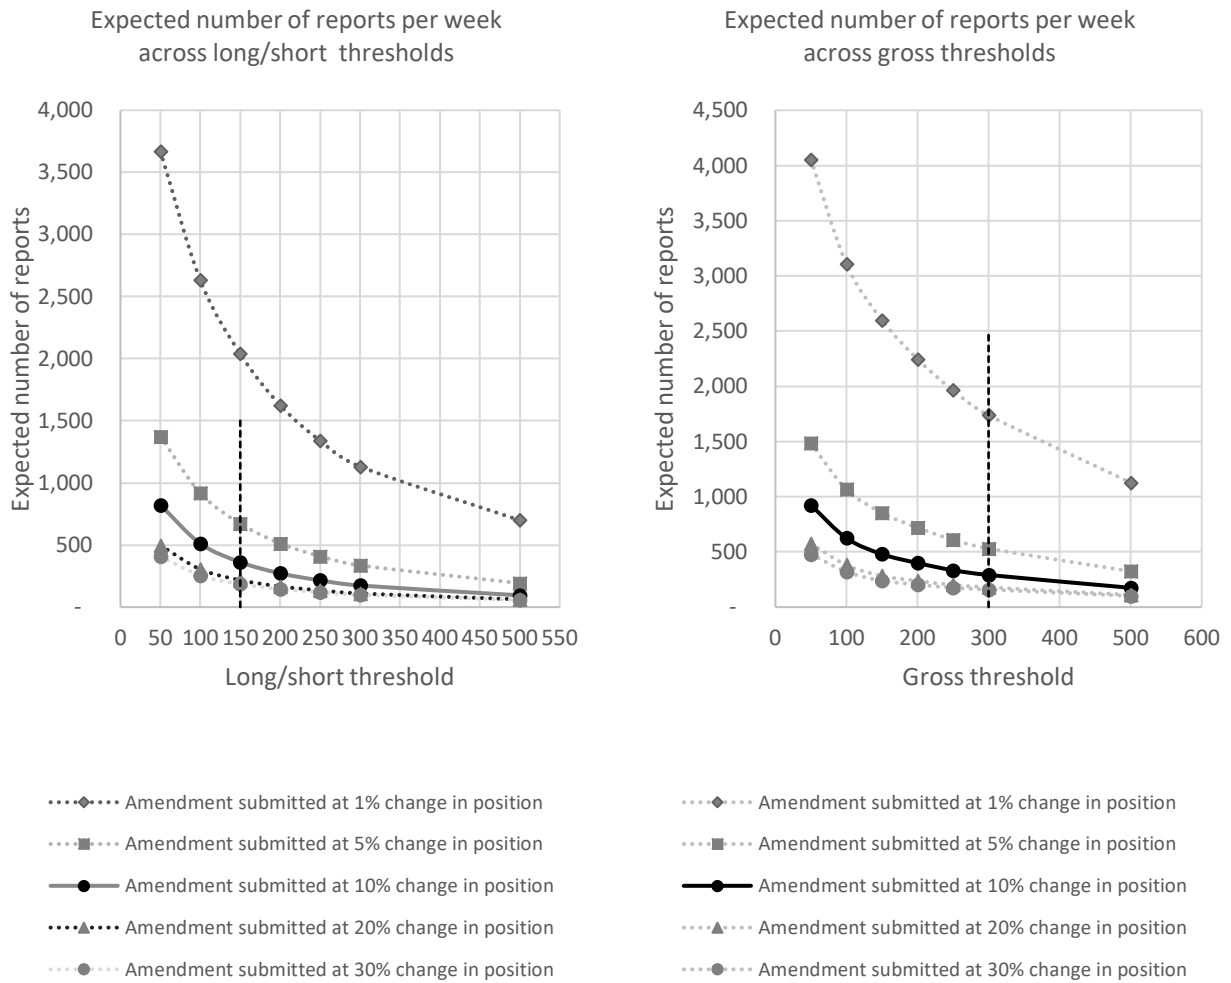 Expected number of reports per week
across long/short  thresholds
4,000
3,500
3,000
2,500
2,000
1,500
1,000
500
-
Expected number of reports
0 50 100 150 200 250 300 350 400 450 500 550
Long/short threshold
Amendment submitted at 1% change in position
Amendment submitted at 5% change in position
Amendment submitted at 10% change in position
Amendment submitted at 20% change in position
Amendment submitted at 30% change in position
Expected number of reports per week
across gross thresholds
4,500
4,000
3,500
3,000
2,500
2,000
1,500
1,000
500
-
Expected number of reports
0 100 200 300 400 500 600
Gross threshold
Amendment submitted at 1% change in position
Amendment submitted at 5% change in position
Amendment submitted at 10% change in position
Amendment submitted at 20% change in position
Amendment submitted at 30% change in position